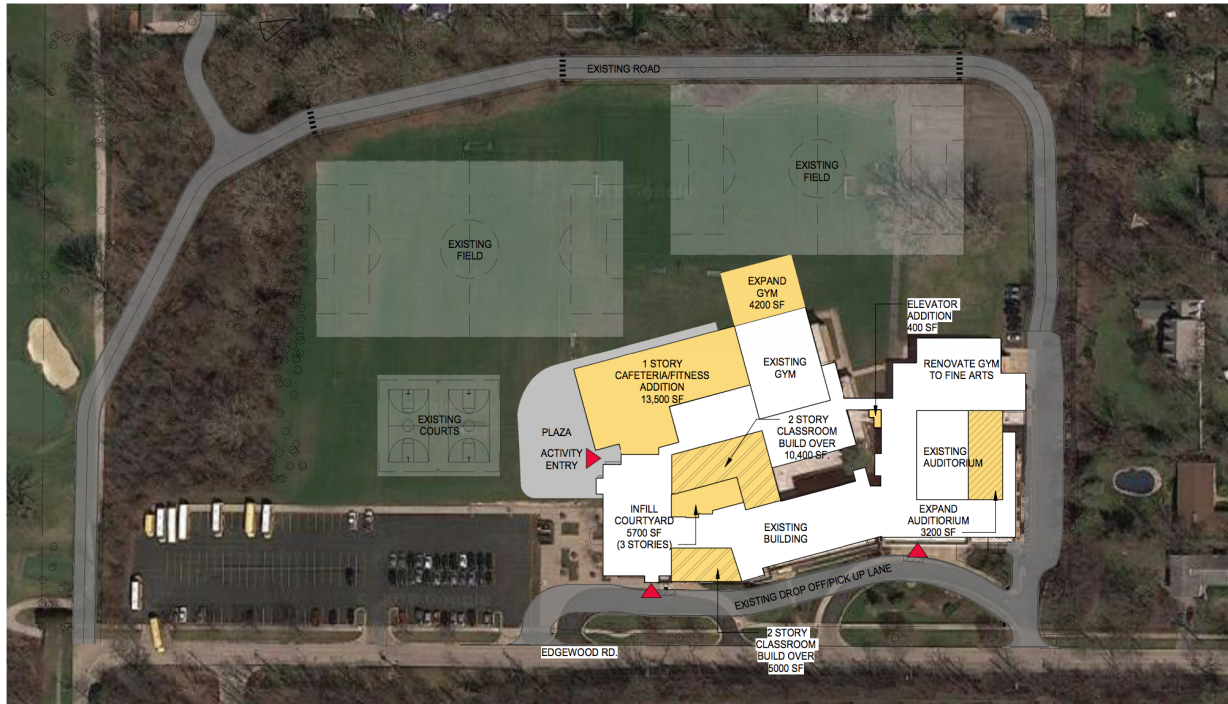 EXISTING ROAD
EXISTING
FIELD
EXISTING
FIELD
EXPAND
GYM
4200 SF
ELEVATOR
ADDITION
400 SF
1 STORY
CAFETERIA/FITNESS
ADDITION
13,500 SF
EXISTING
GYM
RENOVATE GYM
TO FINE ARTS
EXISTING
COURTS
PLAZA
ACTIVITY
ENTRY
2 STORY
CLASSROOM
BUILD OVER
10,400 SF.
EXISTING
AUDITORIUM
INFILL
COURTYARD
5700 SF
(3 STORIES)
EXISTING
BUILDING
EXPAND
AUDITORIUM
3200 SF
EXISTING DROP OFF/PICK UP LANE
2 STORY
CLASSROOM
BUILD OVER
5000 SF
EDGEWOOD RD.